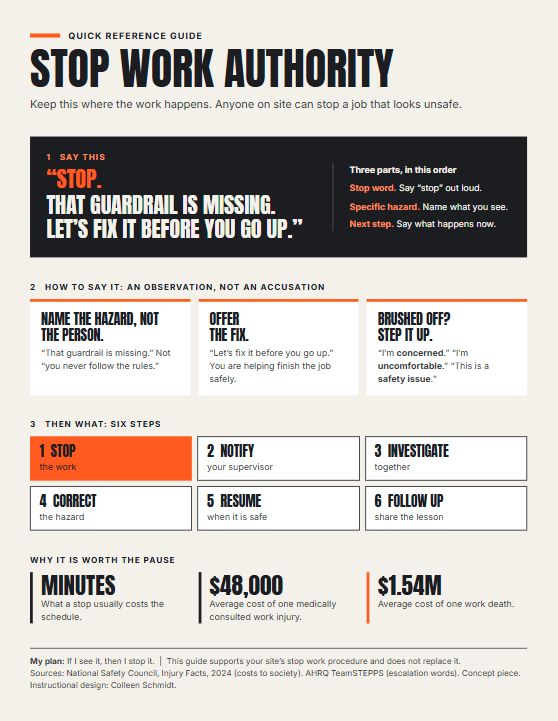 QUICK REFERENCE GUIDE
STOP WORK AUTHORITY
Keep this where the work happens. Anyone on site can stop a job that looks unsafe.
1 SAY THIS
“STOP.
THAT GUARDRAIL IS MISSING.
LET’S FIX IT BEFORE YOU GO UP.”
Three parts, in this order
Stop word. Say “stop” out loud.
Specific hazard. Name what you see.
Next step. Say what happens now.
2 HOW TO SAY IT: AN OBSERVATION, NOT AN ACCUSATION
NAME THE HAZARD, NOT
THE PERSON.
“That guardrail is missing.” Not
“you never follow the rules.”
OFFER
THE FIX.
“Let’s fix it before you go up.”
You are helping finish the job
safely.
BRUSHED OFF?
STEP IT UP.
“I’m concerned.” “I’m
uncomfortable.” “This is a
safety issue.”
3 THEN WHAT: SIX STEPS
1 STOP
the work
2 NOTIFY
your supervisor
3 INVESTIGATE
together
4 CORRECT
the hazard
5 RESUME
when it is safe
6 FOLLOW UP
share the lesson
WHY IT IS WORTH THE PAUSE
MINUTES
What a stop usually costs the
schedule.
$48,000
Average cost of one medically
consulted work injury.
$1.54M
Average cost of one work death.
My plan: If I see it, then I stop it. | This guide supports your site’s stop work procedure and does not replace it.
Sources: National Safety Council, Injury Facts, 2024 (costs to society). AHRQ TeamSTEPPS (escalation words). Concept piece.
Instructional design: Colleen Schmidt.